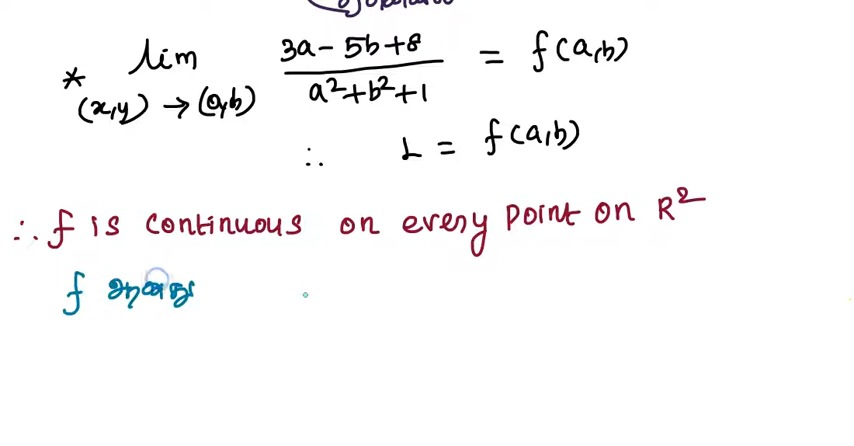 * lim (x,y) → (a,b) 3a - 5b + 8 / a² + b² + 1 = f(a,b)
∴ L = f(a,b)
∴ f is continuous on every point on R²
f